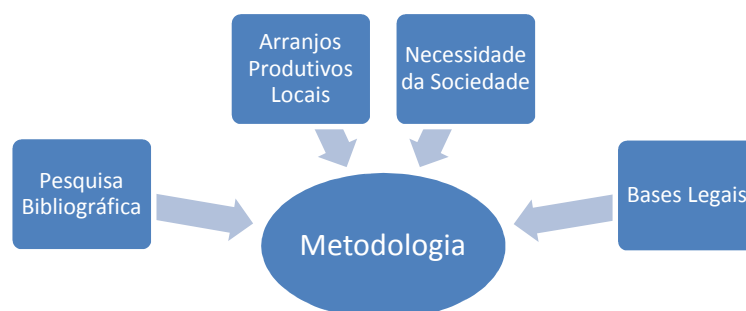 Arranjos
Produtivos
Locais
Necessidade
da Sociedade
Pesquisa
Bibliográfica
Bases Legais
Metodologia